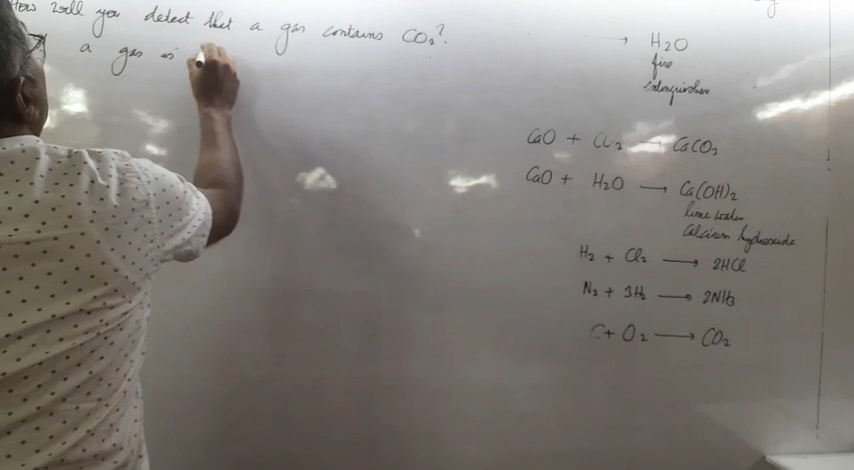 How will you detect that a gas contains CO₂?
a gas is
→ H₂O
fire
extinguisher
CaO + CO₂ → CaCO₃
CaO + H₂O → Ca(OH)₂
lime water
Calcium hydroxide
H₂ + Cl₂ → 2HCl
N₂ + 3H₂ → 2NH₃
C + O₂ → CO₂